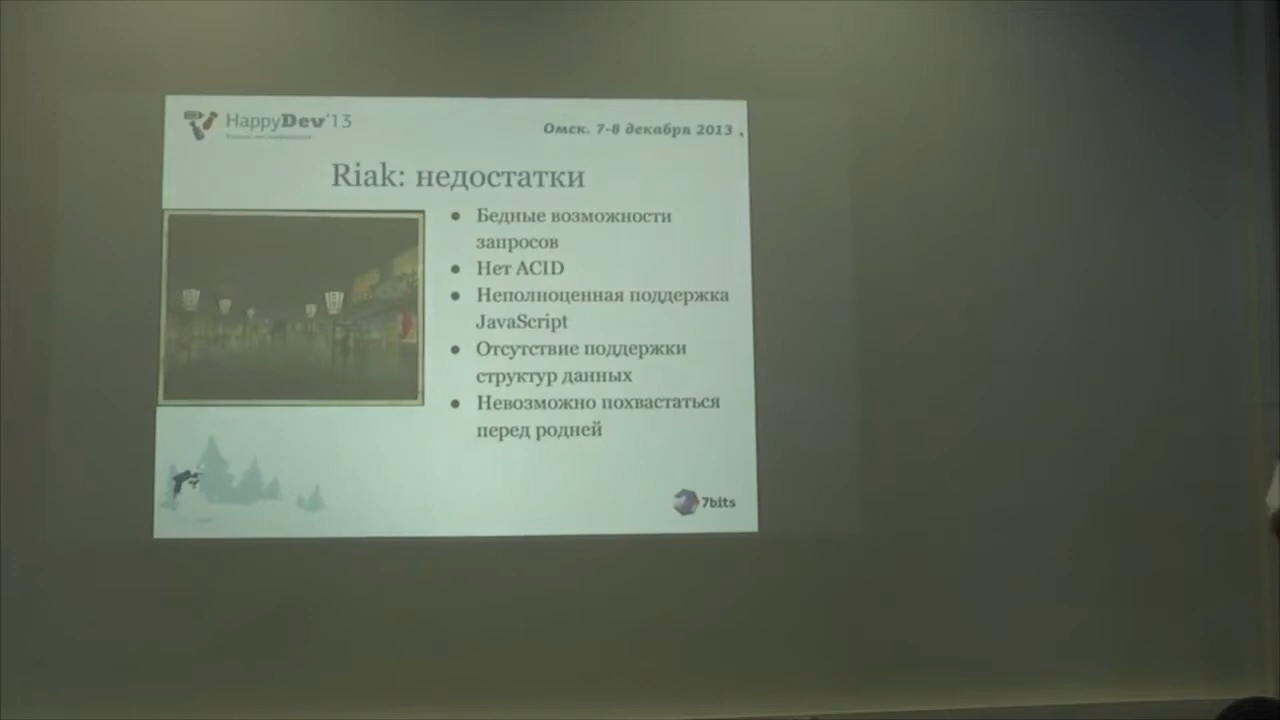 HappyDev'13
Омск. 7-8 декабря 2013
Riak: недостатки
● Бедные возможности
запросов
● Нет ACID
● Неполноценная поддержка
JavaScript
● Отсутствие поддержки
структур данных
● Невозможно похвастаться
перед родней
7bits